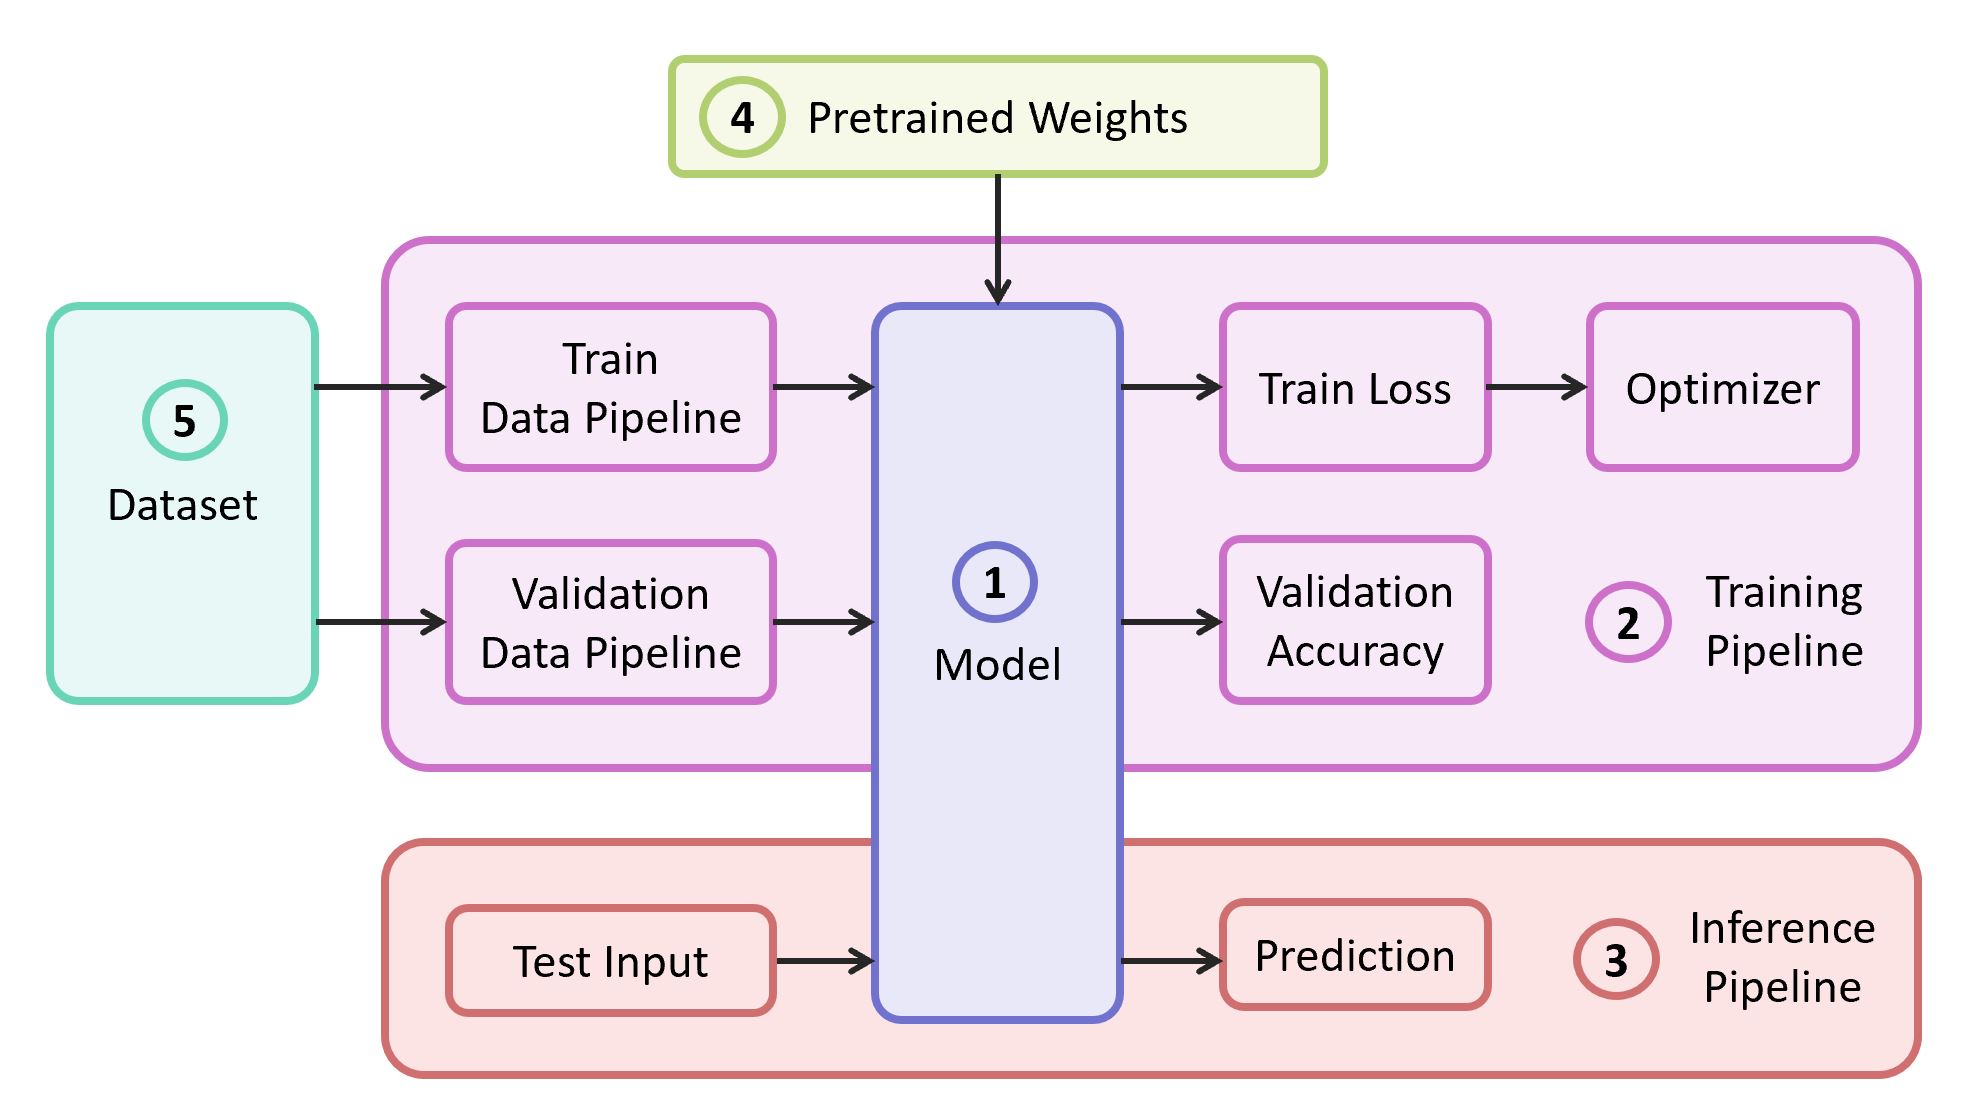 4 Pretrained Weights
5
Dataset
Train
Data Pipeline
Validation
Data Pipeline
1
Model
Train Loss
Optimizer
Validation
Accuracy
2
Training
Pipeline
Test Input
Prediction
3
Inference
Pipeline